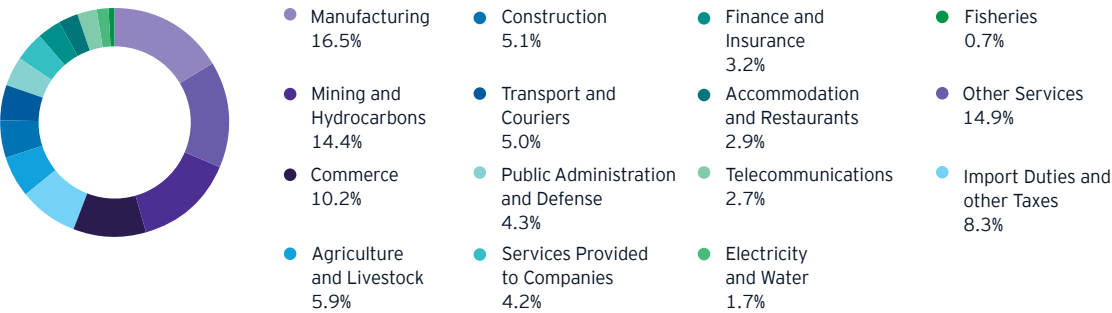 Manufacturing
16.5%
Mining and
Hydrocarbons
14.4%
Commerce
10.2%
Agriculture
and Livestock
5.9%
Construction
5.1%
Transport and
Couriers
5.0%
Public Administration
and Defense
4.3%
Services Provided
to Companies
4.2%
Finance and
Insurance
3.2%
Accommodation
and Restaurants
2.9%
Telecommunications
2.7%
Electricity
and Water
1.7%
Fisheries
0.7%
Other Services
14.9%
Import Duties and
other Taxes
8.3%